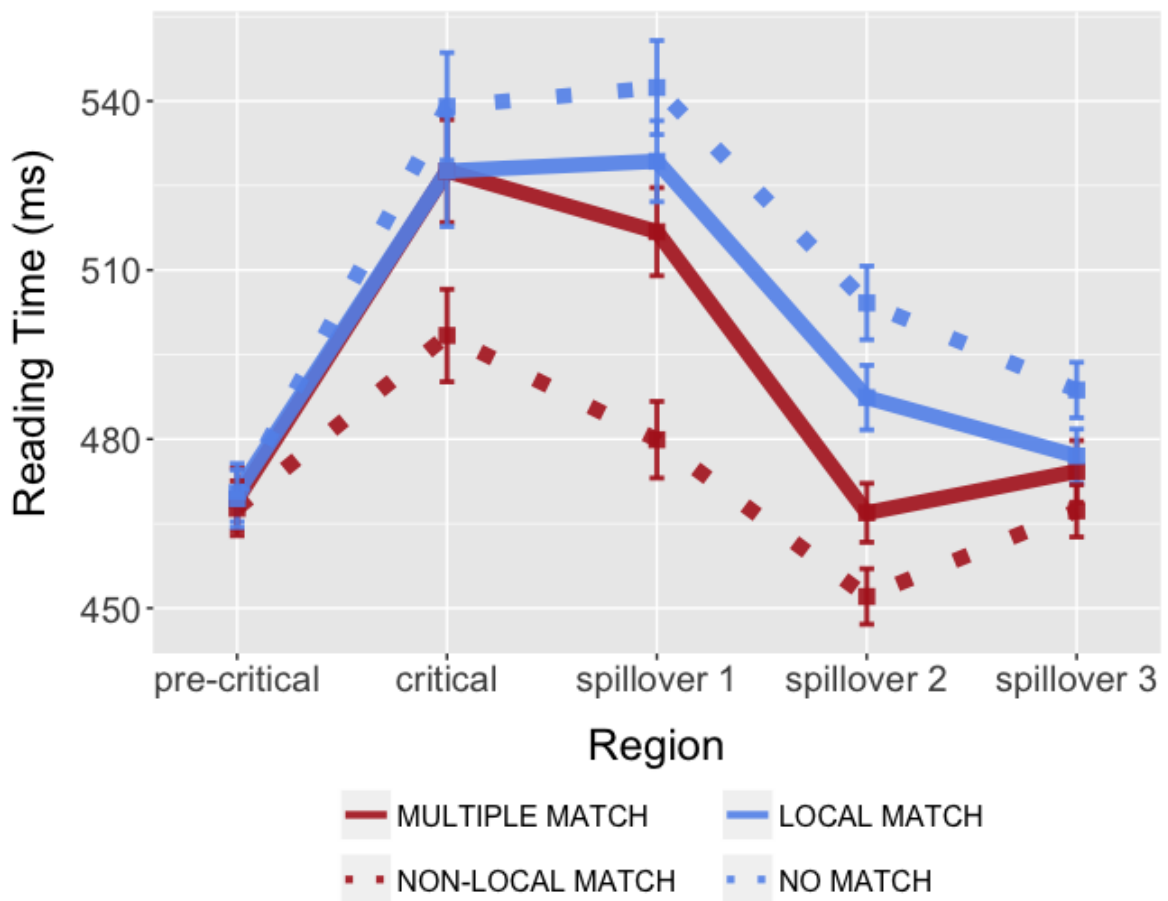 Reading Time (ms)
540
510
480
450
pre-critical critical spillover 1 spillover 2 spillover 3
Region
MULTIPLE MATCH LOCAL MATCH
NON-LOCAL MATCH NO MATCH